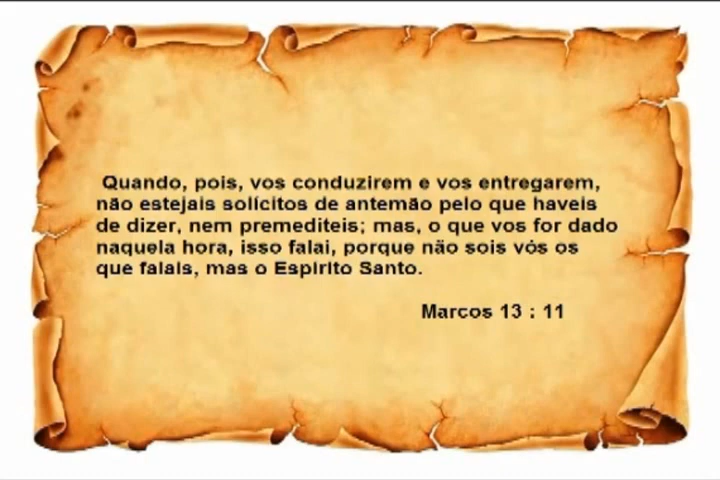 Quando, pois, vos conduzirem e vos entregarem,
não estejais solícitos de antemão pelo que haveis
de dizer, nem premediteis; mas, o que vos for dado
naquela hora, isso falai, porque não sois vós os
que falais, mas o Espírito Santo.
Marcos 13 : 11